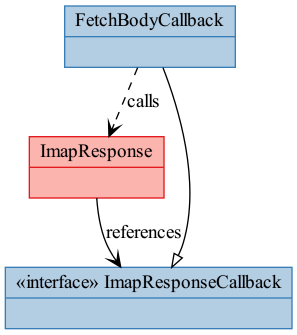 FetchBodyCallback
calls
ImapResponse
references
«interface» ImapResponseCallback